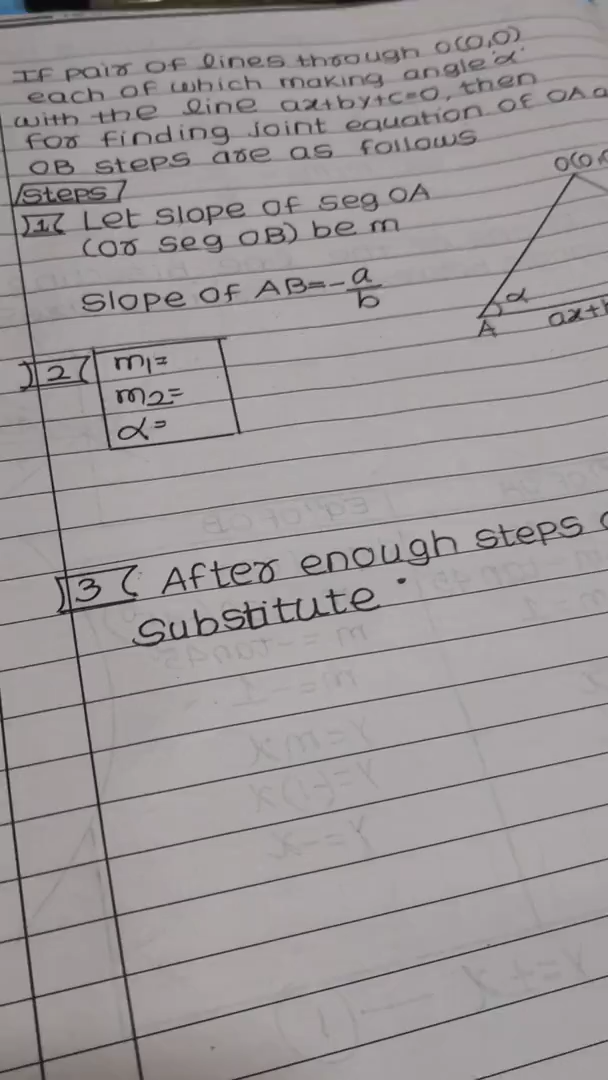 If pair of lines through O(0,0)
each of which making angle α
with the line ax+by+c=0, then
for finding joint equation of OA
OB steps are as follows
Steps
1 Let slope of seg OA
(or seg OB) be m
slope of AB=-a/b
O(0,
α
A
ax+
2 m1=
m2=
α=
3 After enough steps
Substitute